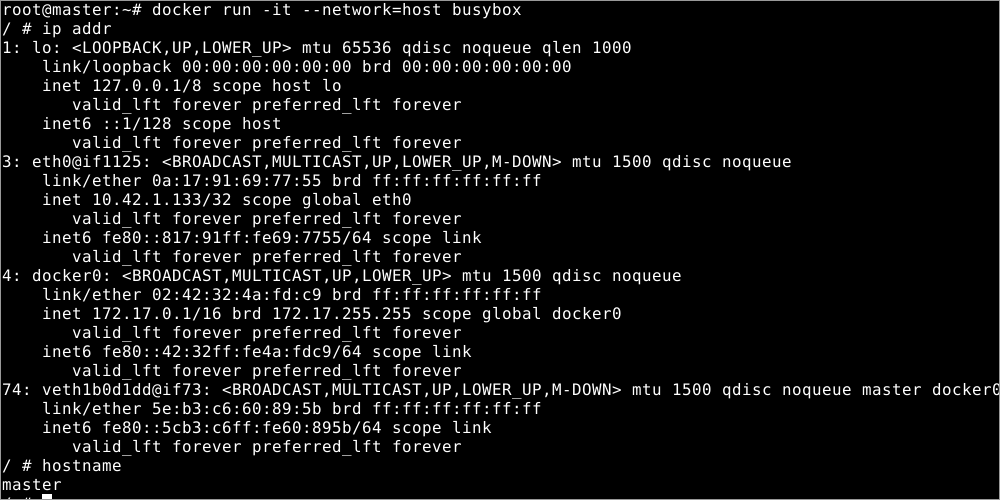 root@master:~# docker run -it --network=host busybox
/ # ip addr
1: lo: <LOOPBACK,UP,LOWER_UP> mtu 65536 qdisc noqueue qlen 1000
    link/loopback 00:00:00:00:00:00 brd 00:00:00:00:00:00
    inet 127.0.0.1/8 scope host lo
       valid_lft forever preferred_lft forever
    inet6 ::1/128 scope host
       valid_lft forever preferred_lft forever
3: eth0@if1125: <BROADCAST,MULTICAST,UP,LOWER_UP,M-DOWN> mtu 1500 qdisc noqueue
    link/ether 0a:17:91:69:77:55 brd ff:ff:ff:ff:ff:ff
    inet 10.42.1.133/32 scope global eth0
       valid_lft forever preferred_lft forever
    inet6 fe80::817:91ff:fe69:7755/64 scope link
       valid_lft forever preferred_lft forever
4: docker0: <BROADCAST,MULTICAST,UP,LOWER_UP> mtu 1500 qdisc noqueue
    link/ether 02:42:32:4a:fd:c9 brd ff:ff:ff:ff:ff:ff
    inet 172.17.0.1/16 brd 172.17.255.255 scope global docker0
       valid_lft forever preferred_lft forever
    inet6 fe80::42:32ff:fe4a:fdc9/64 scope link
       valid_lft forever preferred_lft forever
74: veth1b0d1dd@if73: <BROADCAST,MULTICAST,UP,LOWER_UP,M-DOWN> mtu 1500 qdisc noqueue master docker0
    link/ether 5e:b3:c6:60:89:5b brd ff:ff:ff:ff:ff:ff
    inet6 fe80::5cb3:c6ff:fe60:895b/64 scope link
       valid_lft forever preferred_lft forever
/ # hostname
master